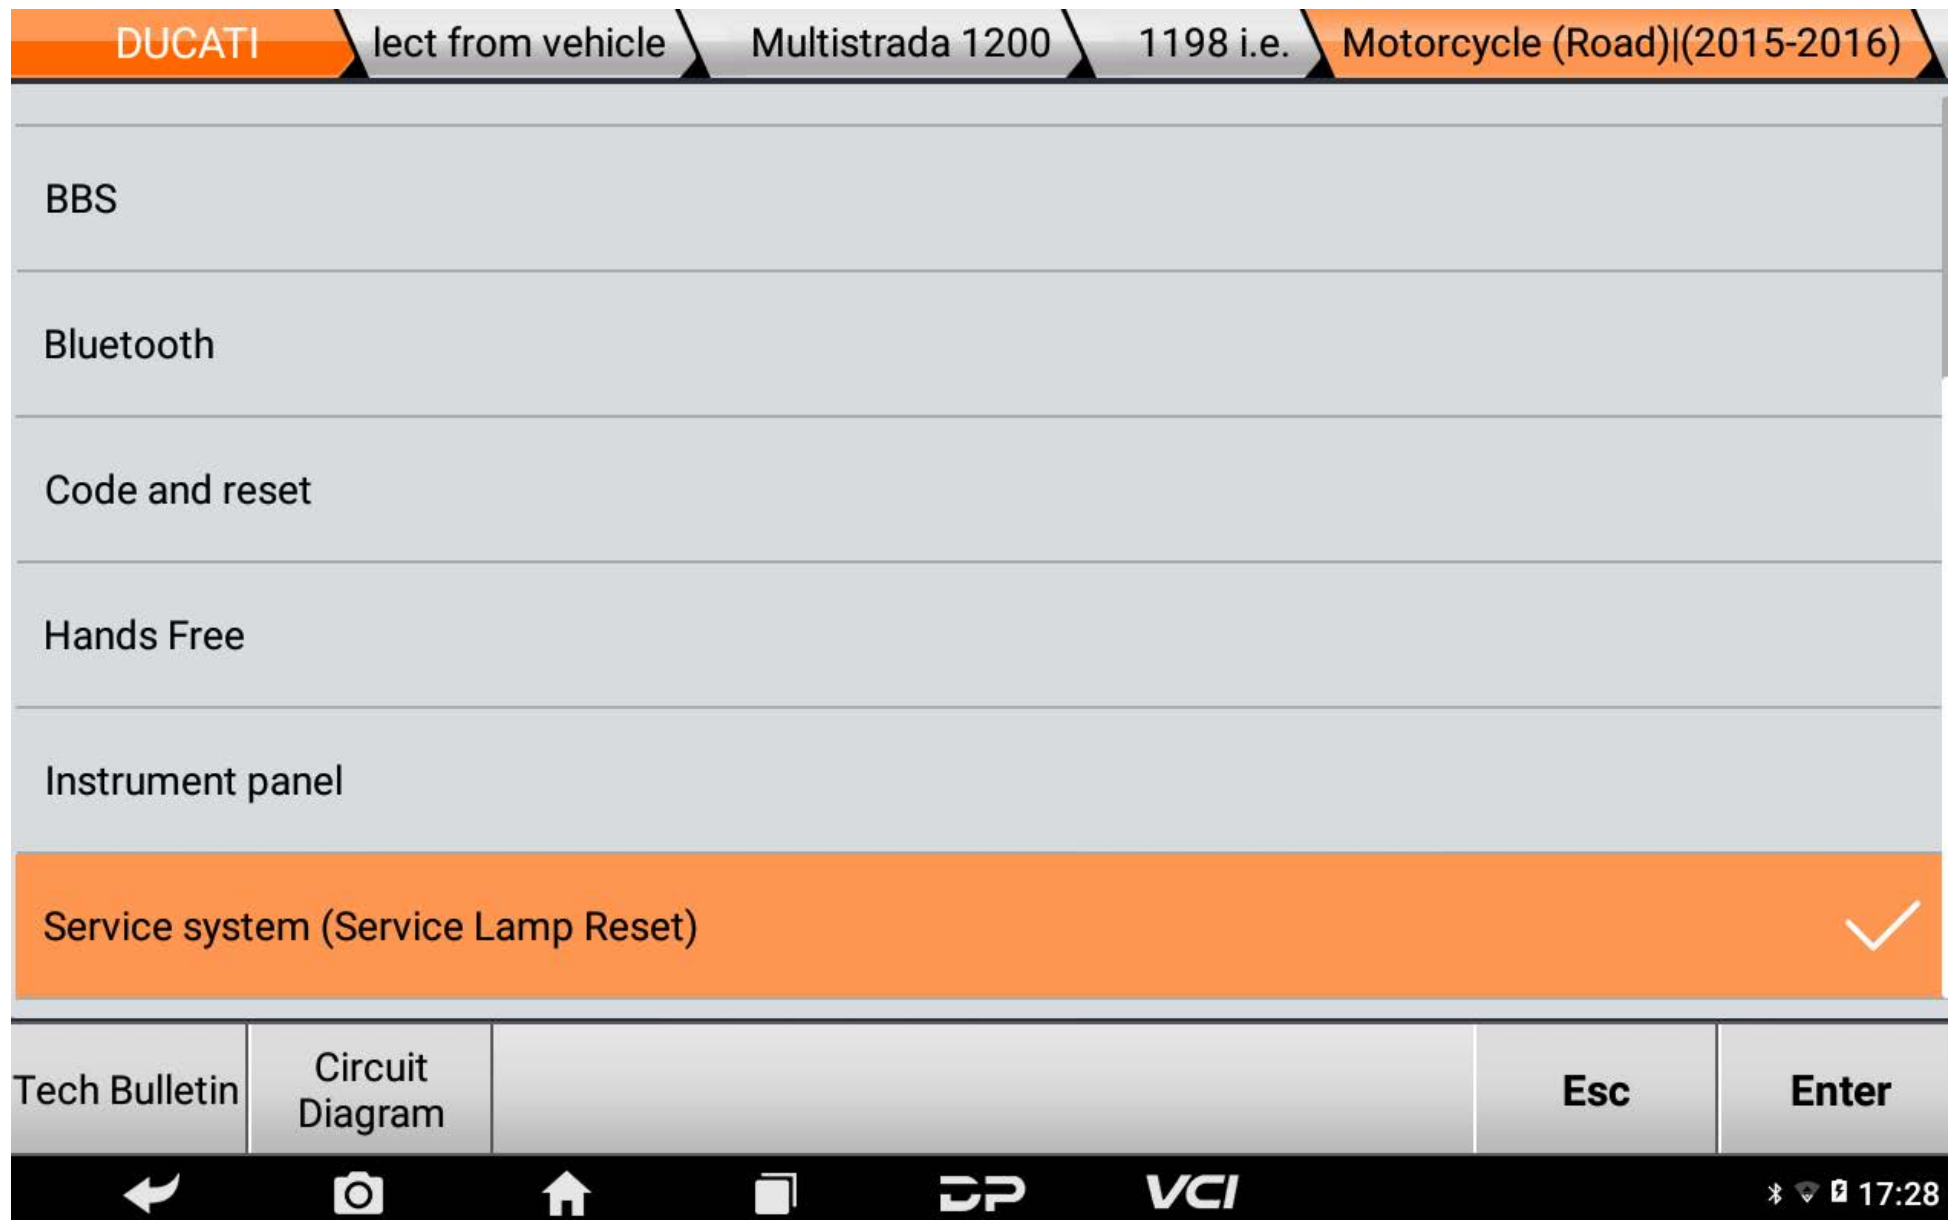 DUCATI
lect from vehicle
Multistrada 1200
1198 i.e.
Motorcycle (Road)|(2015-2016)
BBS
Bluetooth
Code and reset
Hands Free
Instrument panel
Service system (Service Lamp Reset)
Tech Bulletin
Circuit
Diagram
Esc
Enter
DP
VCI
17:28